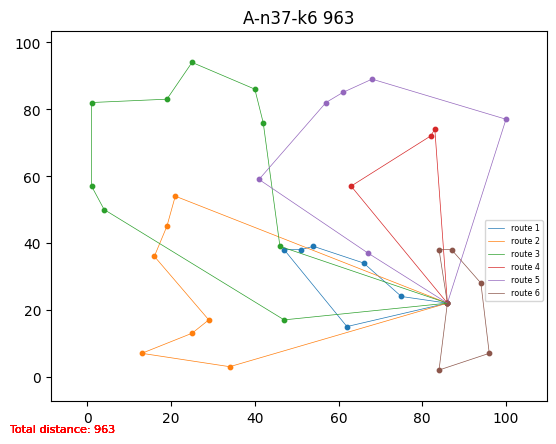 A-n37-k6 963
100
80
60
40
20
0
route 1
route 2
route 3
route 4
route 5
route 6
0 20 40 60 80 100
Total distance: 963